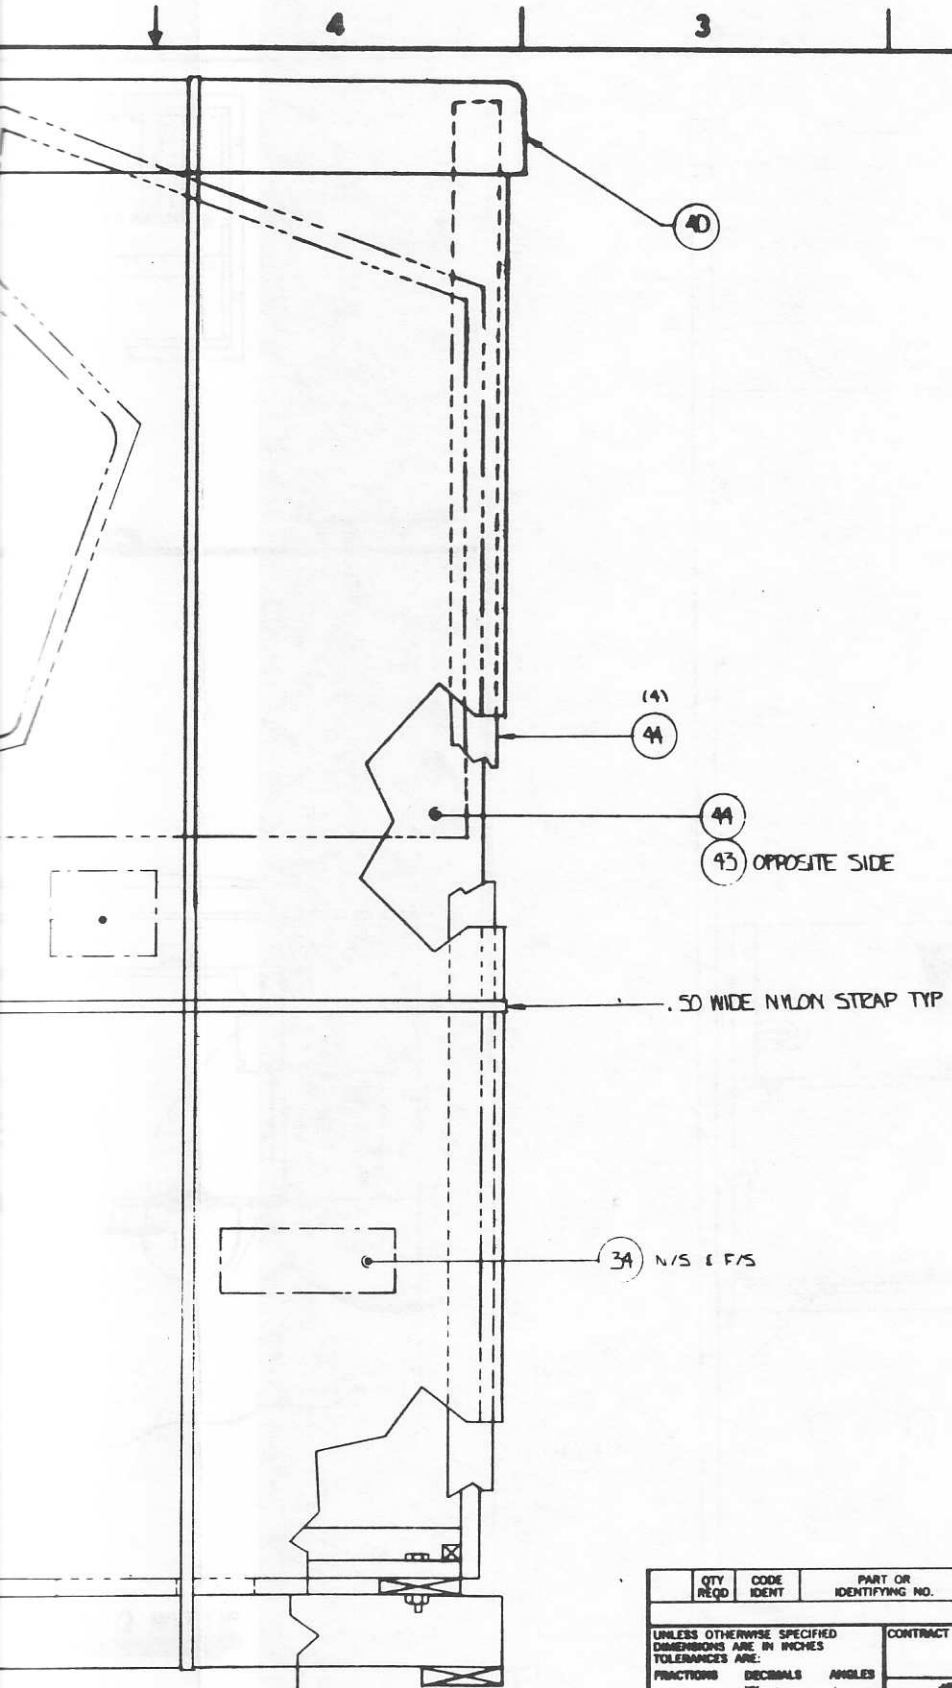 4 3
40
(4)
44
44
43 OPPOSITE SIDE
.50 WIDE NYLON STRAP TYP
34 N/S & F/S
QTY REQD CODE IDENT PART OR IDENTIFYING NO.
UNLESS OTHERWISE SPECIFIED
DIMENSIONS ARE IN INCHES
TOLERANCES ARE:
CONTRACT
FRACTIONS DECIMALS ANGLES